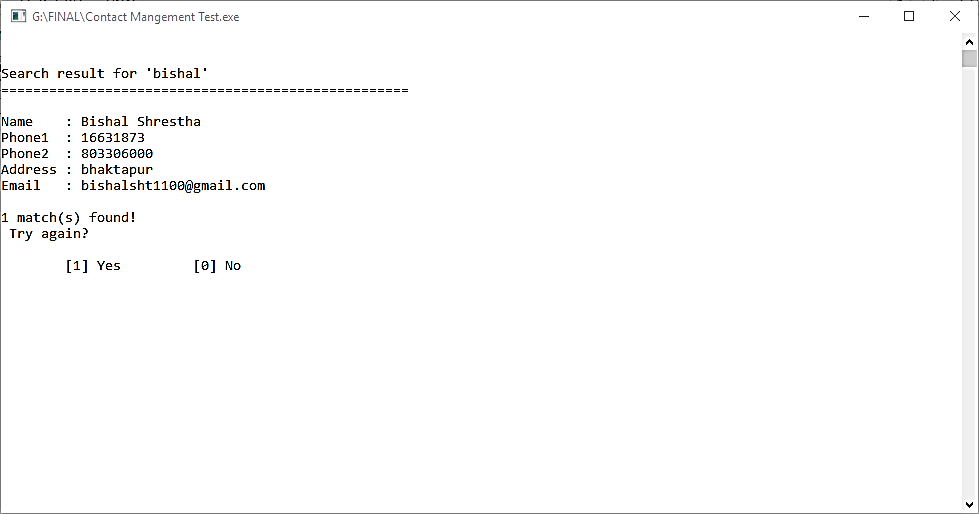 G:\FINAL\Contact Mangement Test.exe
Search result for 'bishal'
===================================================
Name    : Bishal Shrestha
Phone1  : 16631873
Phone2  : 803306000
Address : bhaktapur
Email   : bishalsht1100@gmail.com
1 match(s) found!
Try again?
[1] Yes         [0] No